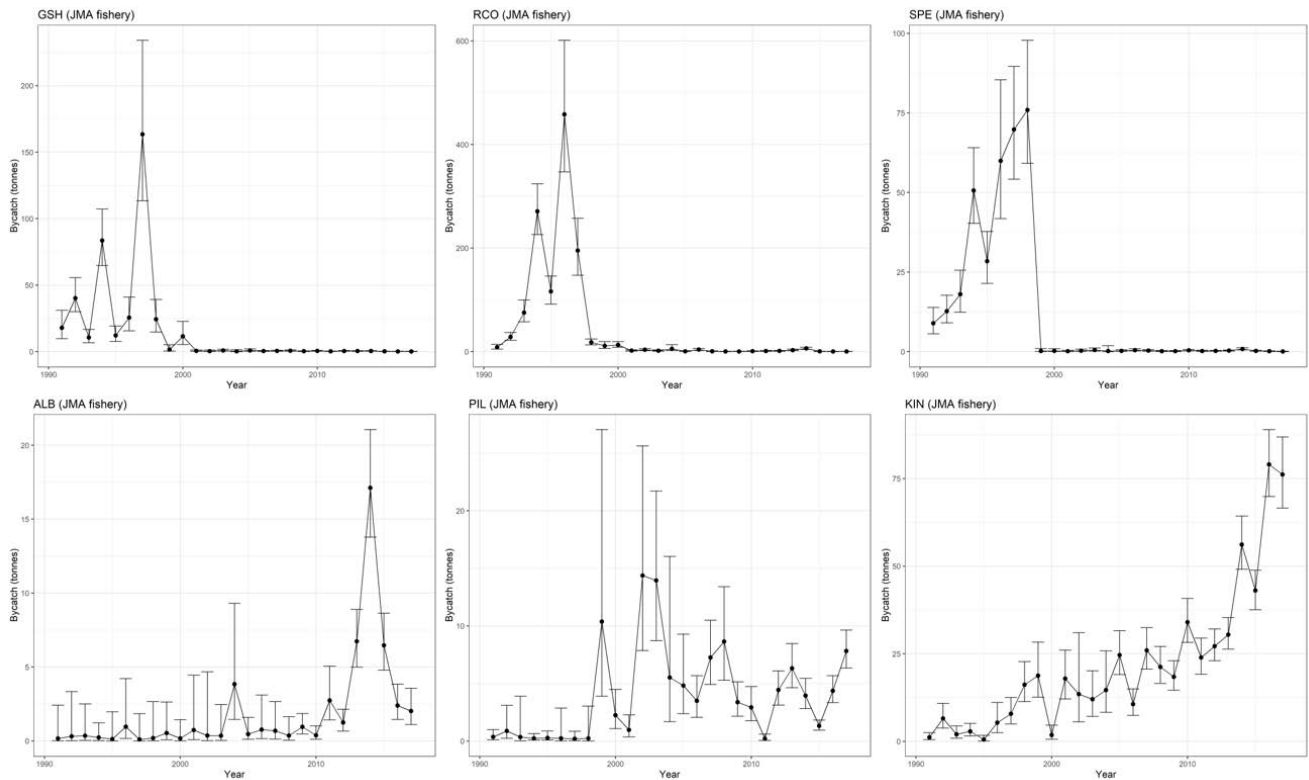 GSH (JMA fishery)
Bycatch (tonnes)
200
150
100
50
0
1990
2000
2010
Year
RCO (JMA fishery)
Bycatch (tonnes)
600
400
200
0
1990
2000
2010
Year
SPE (JMA fishery)
Bycatch (tonnes)
100
75
50
25
0
1990
2000
2010
Year
ALB (JMA fishery)
Bycatch (tonnes)
20
15
10
5
0
1990
2000
2010
Year
PIL (JMA fishery)
Bycatch (tonnes)
20
10
0
1990
2000
2010
Year
KIN (JMA fishery)
Bycatch (tonnes)
75
50
25
0
1990
2000
2010
Year